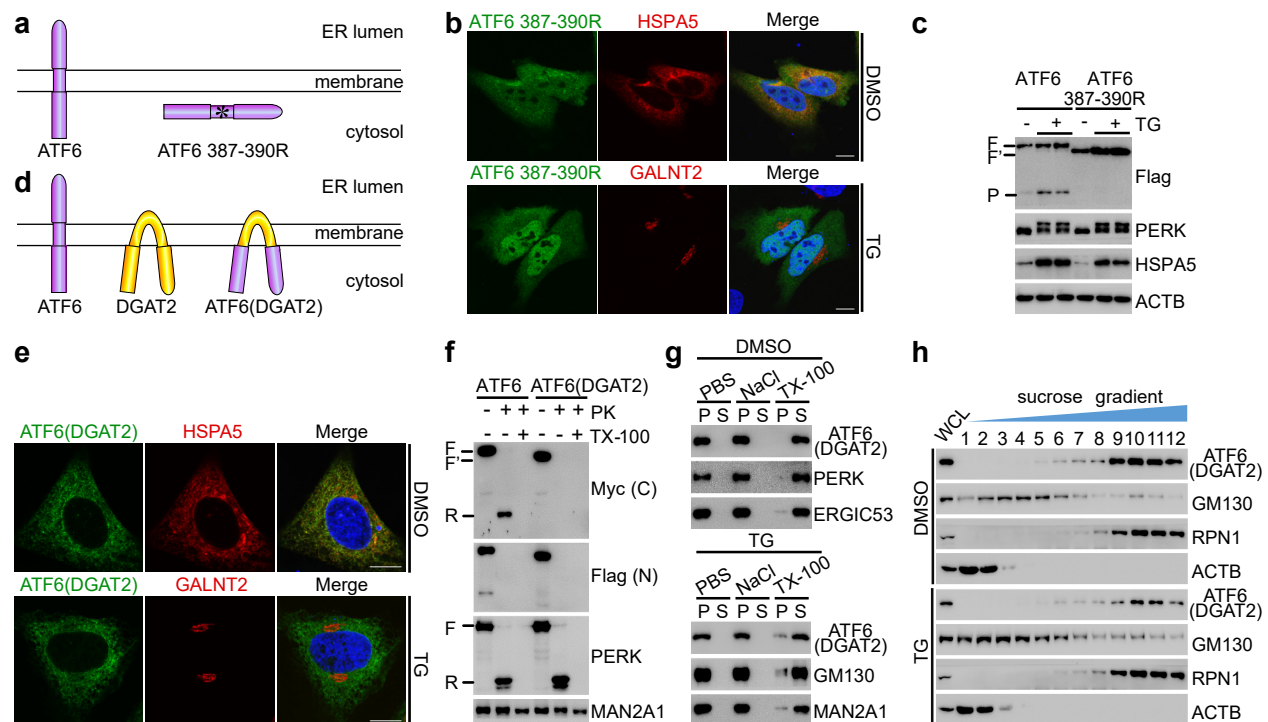 a
ER lumen
membrane
cytosol
ATF6
ATF6 387-390R
b
ATF6 387-390R
HSPA5
Merge
DMSO
ATF6 387-390R
GALNT2
Merge
TG
c
ATF6
ATF6
387-390R
- + - + TG
F
F'
P
Flag
PERK
HSPA5
ACTB
d
ER lumen
membrane
cytosol
ATF6
DGAT2
ATF6(DGAT2)
e
ATF6(DGAT2)
HSPA5
Merge
DMSO
ATF6(DGAT2)
GALNT2
Merge
TG
f
ATF6 ATF6(DGAT2)
- + + - + + PK
- - + - - + TX-100
F
F'
R
Myc (C)
Flag (N)
F
R
PERK
MAN2A1
g
DMSO
PBS NaCl TX-100
P S P S P S
ATF6
(DGAT2)
PERK
ERGIC53
TG
PBS NaCl TX-100
P S P S P S
ATF6
(DGAT2)
GM130
MAN2A1
h
sucrose gradient
WCL 1 2 3 4 5 6 7 8 9 10 11 12
DMSO
ATF6
(DGAT2)
GM130
RPN1
ACTB
TG
ATF6
(DGAT2)
GM130
RPN1
ACTB